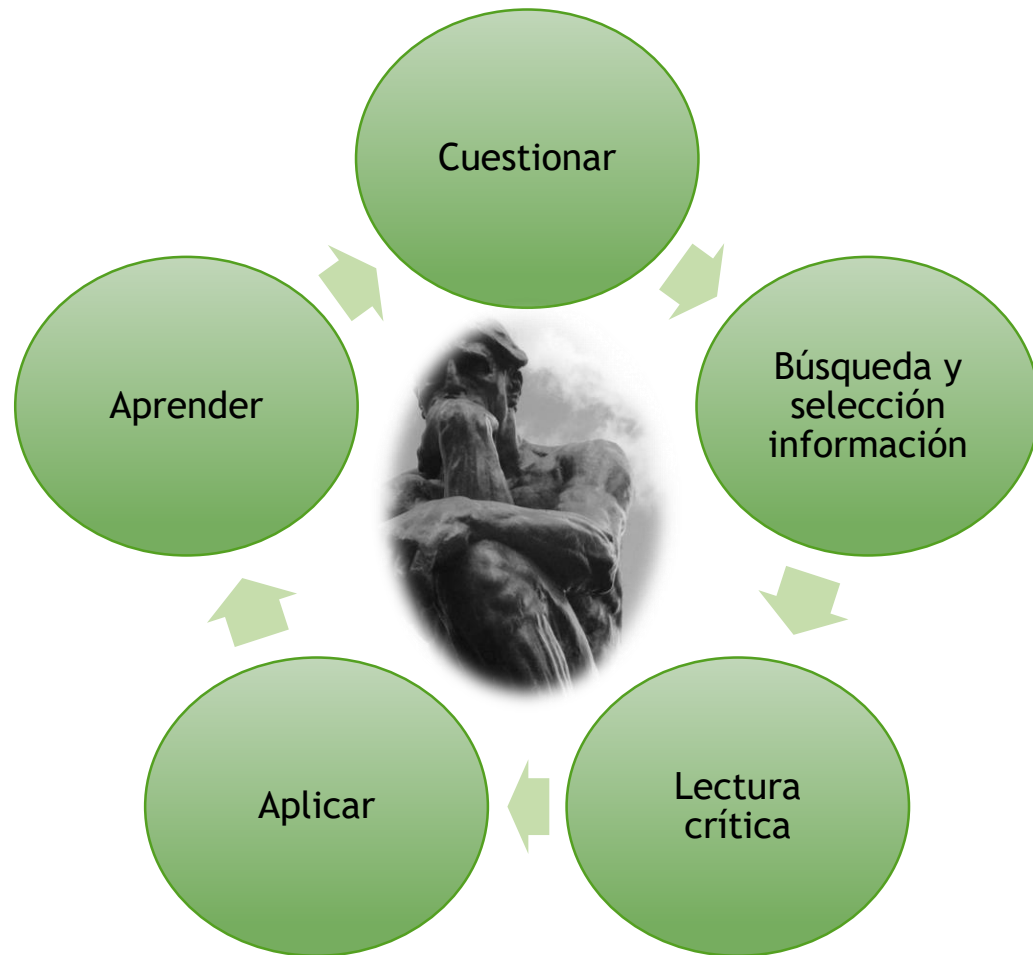 Cuestionar
Búsqueda y
selección
información
Lectura
crítica
Aplicar
Aprender